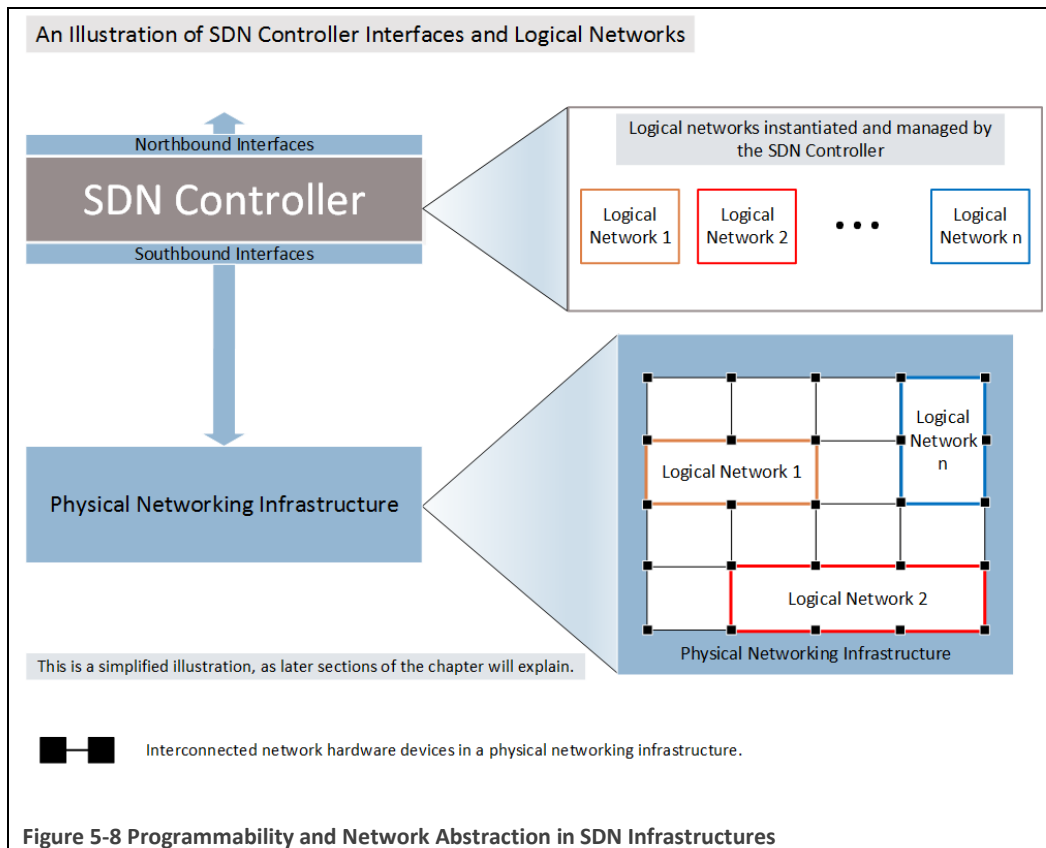 An Illustration of SDN Controller Interfaces and Logical Networks
Northbound Interfaces
SDN Controller
Southbound Interfaces
Logical networks instantiated and managed by
the SDN Controller
Logical
Network 1
Logical
Network 2
• • •
Logical
Network n
Physical Networking Infrastructure
Logical
Network
n
Logical Network 1
Logical Network 2
Physical Networking Infrastructure
This is a simplified illustration, as later sections of the chapter will explain.
Interconnected network hardware devices in a physical networking infrastructure.
Figure 5-8 Programmability and Network Abstraction in SDN Infrastructures